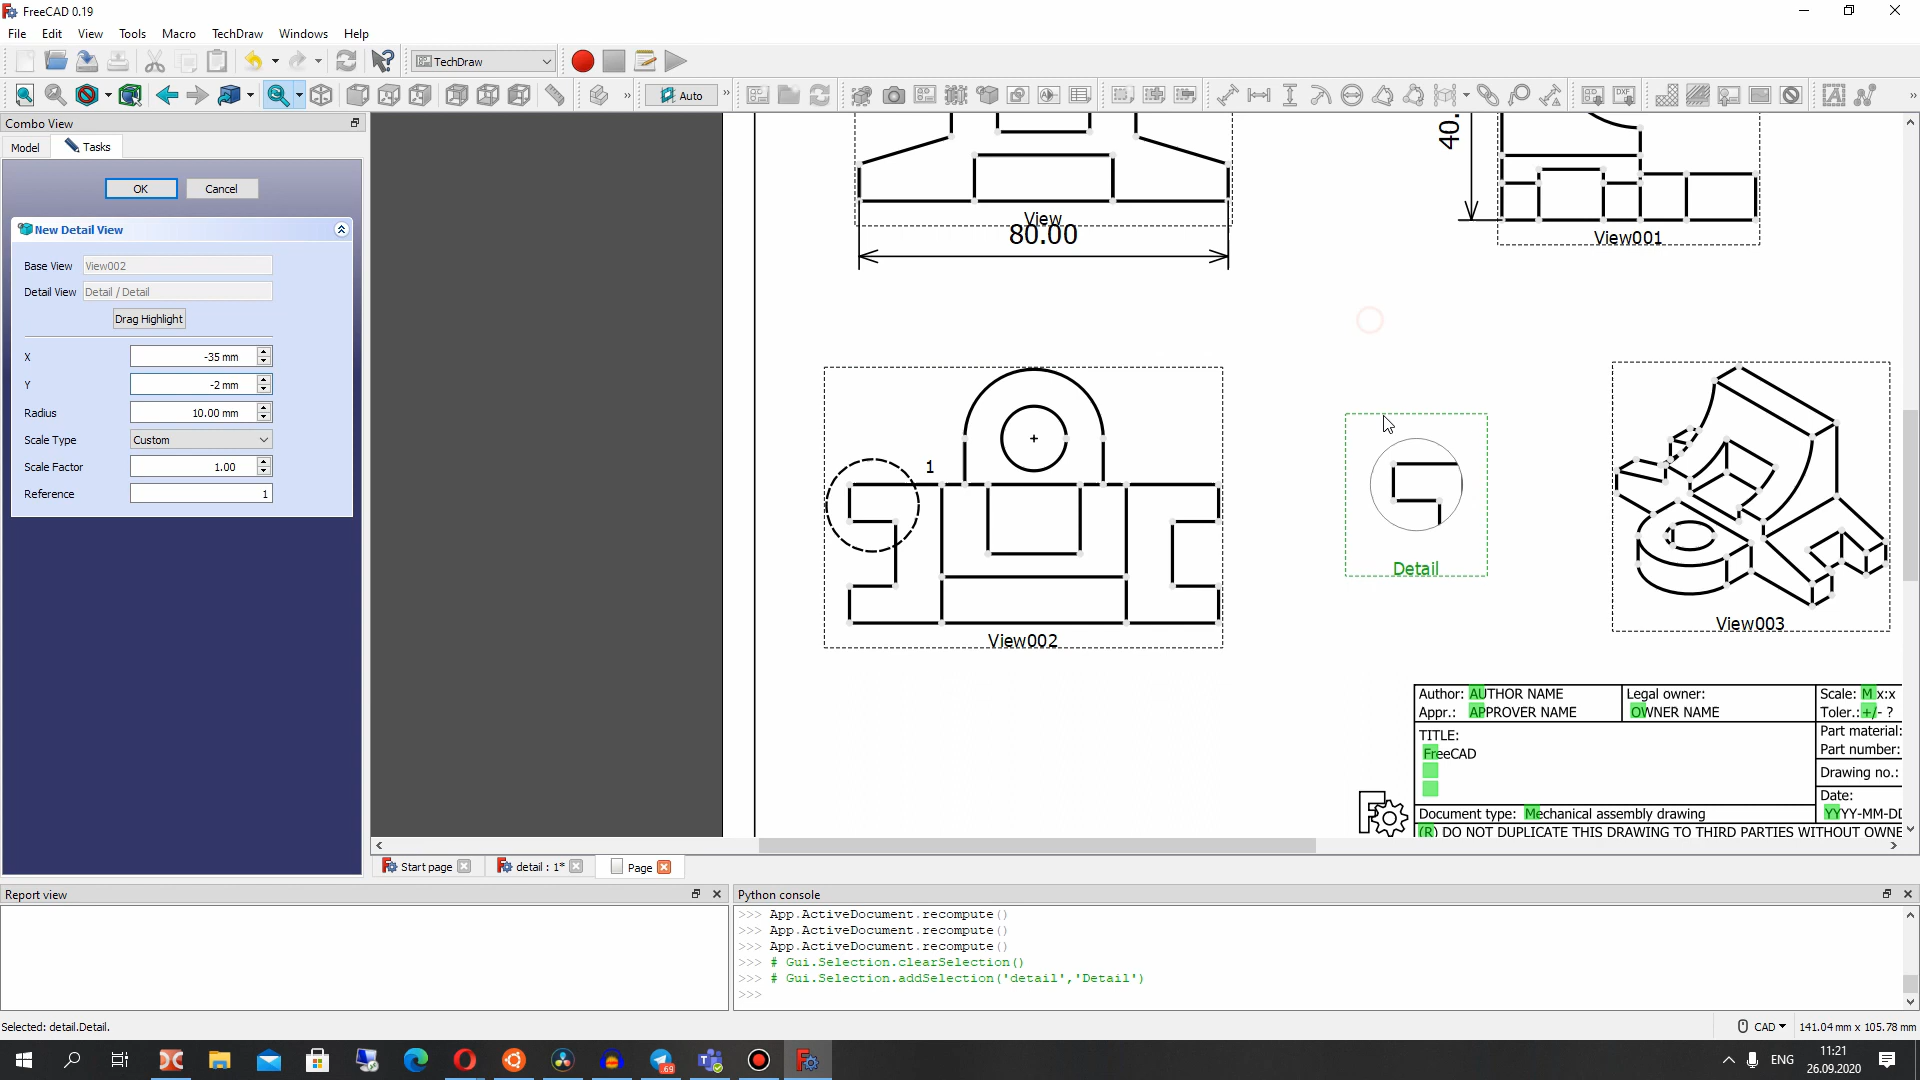 FreeCAD 0.19
File Edit View Tools Macro TechDraw Windows Help
TechDraw
Auto
Combo View
Model Tasks
OK Cancel
New Detail View
Base View View002
Detail View Detail / Detail
Drag Highlight
X -35 mm
Y -2 mm
Radius 10.00 mm
Scale Type Custom
Scale Factor 1.00
Reference 1
40.
View
80.00
View001
1
View002
Detail
View003
Author: AUTHOR NAME
Appr.: APPROVER NAME
Legal owner:
OWNER NAME
Scale: M x:x
Toler.: +/- ?
TITLE:
FreeCAD
Part material:
Part number:
Drawing no.:
Date:
YYYY-MM-DD
Document type: Mechanical assembly drawing
(R) DO NOT DUPLICATE THIS DRAWING TO THIRD PARTIES WITHOUT OWNE
Start page detail : 1* Page
Report view
Python console
>>> App.ActiveDocument.recompute()
>>> App.ActiveDocument.recompute()
>>> App.ActiveDocument.recompute()
>>> # Gui.Selection.clearSelection()
>>> # Gui.Selection.addSelection('detail','Detail')
>>>
Selected: detail.Detail.
CAD 141.04 mm x 105.78 mm
69
ENG
11:21
26.09.2020